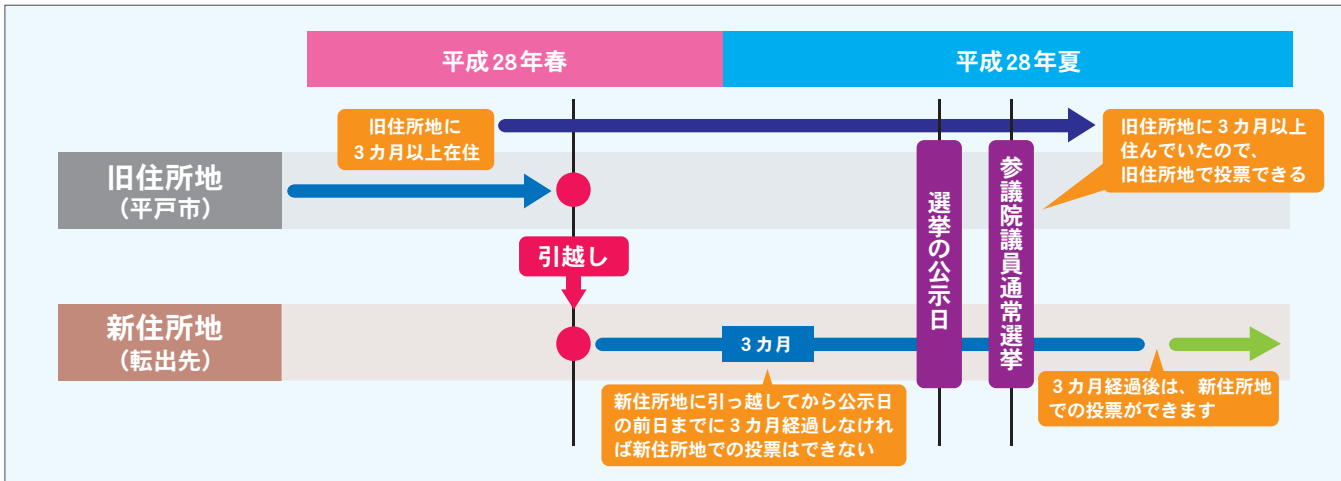 平成28年春
平成28年夏
旧住所地に
3カ月以上在住
旧住所地に3カ月以上
住んでいたので、
旧住所地で投票できる
旧住所地
（平戸市）
引越し
選挙の公示日
参議院議員通常選挙
新住所地
（転出先）
3カ月
新住所地に引っ越してから公示日
の前日までに3カ月経過しなけれ
ば新住所地での投票はできない
3カ月経過後は、新住所地
での投票ができます